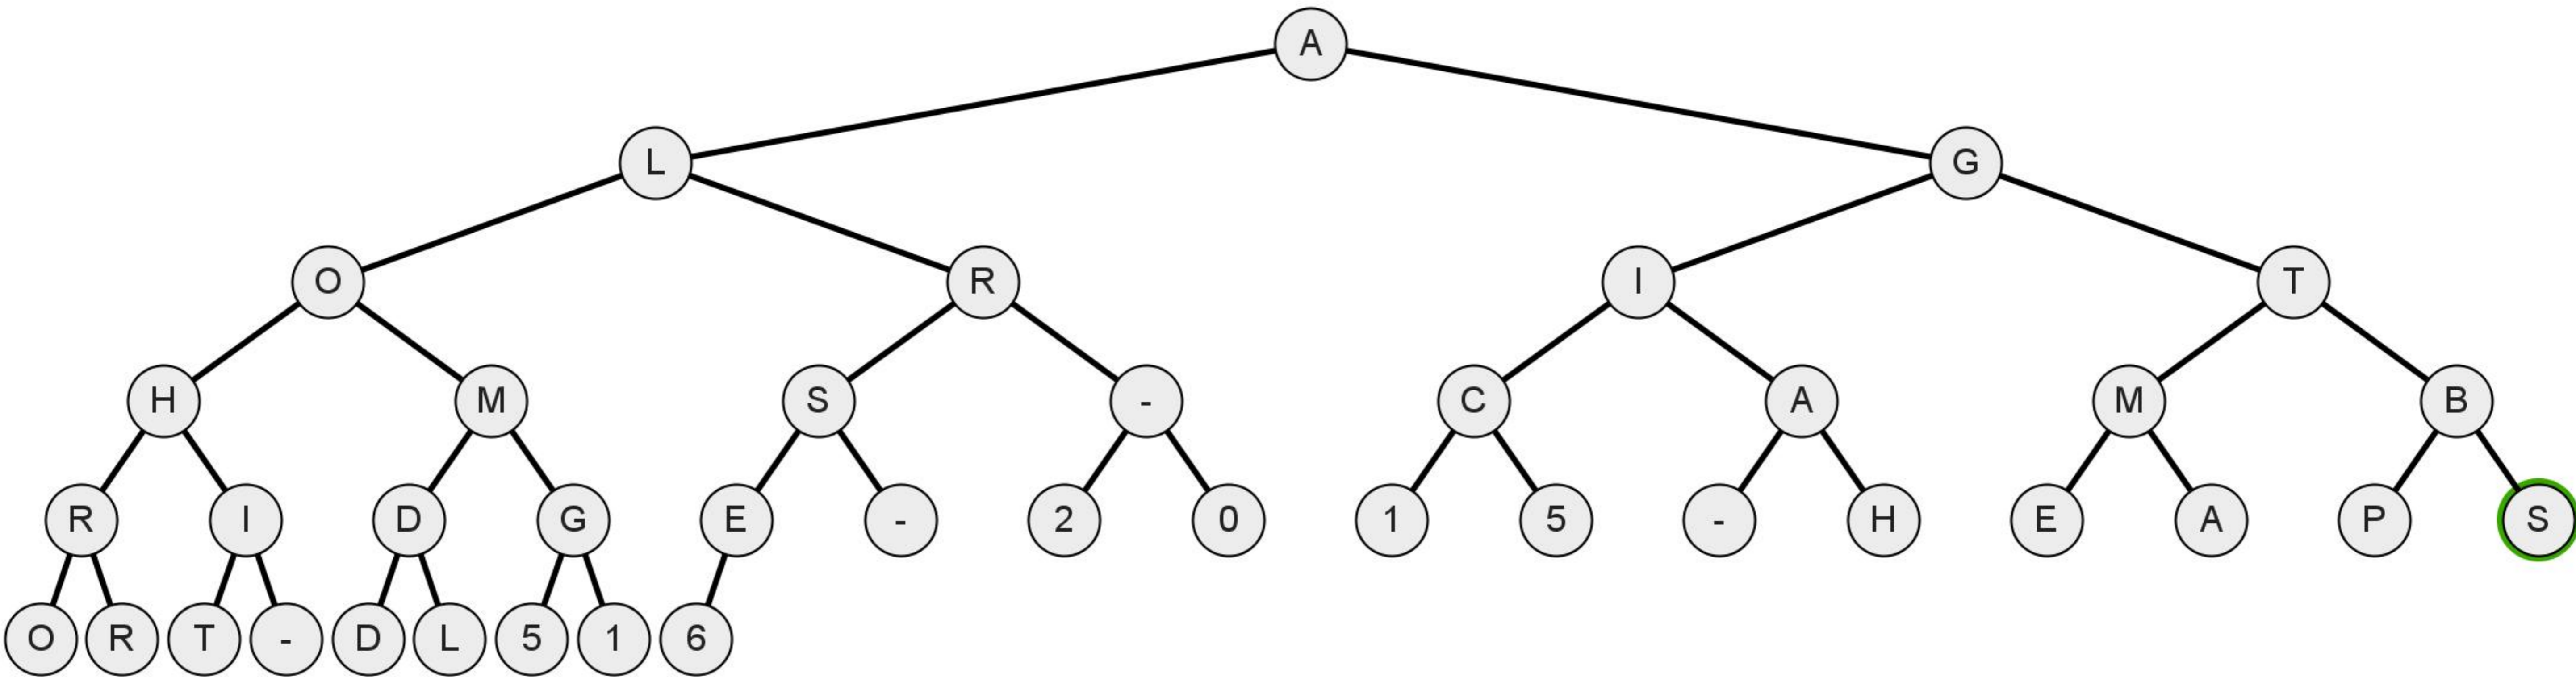 A
L G
O R I T
H M S - C A M B
R I D G E - 2 0 1 5 - H E A P S
O R T - D L 5 1 6